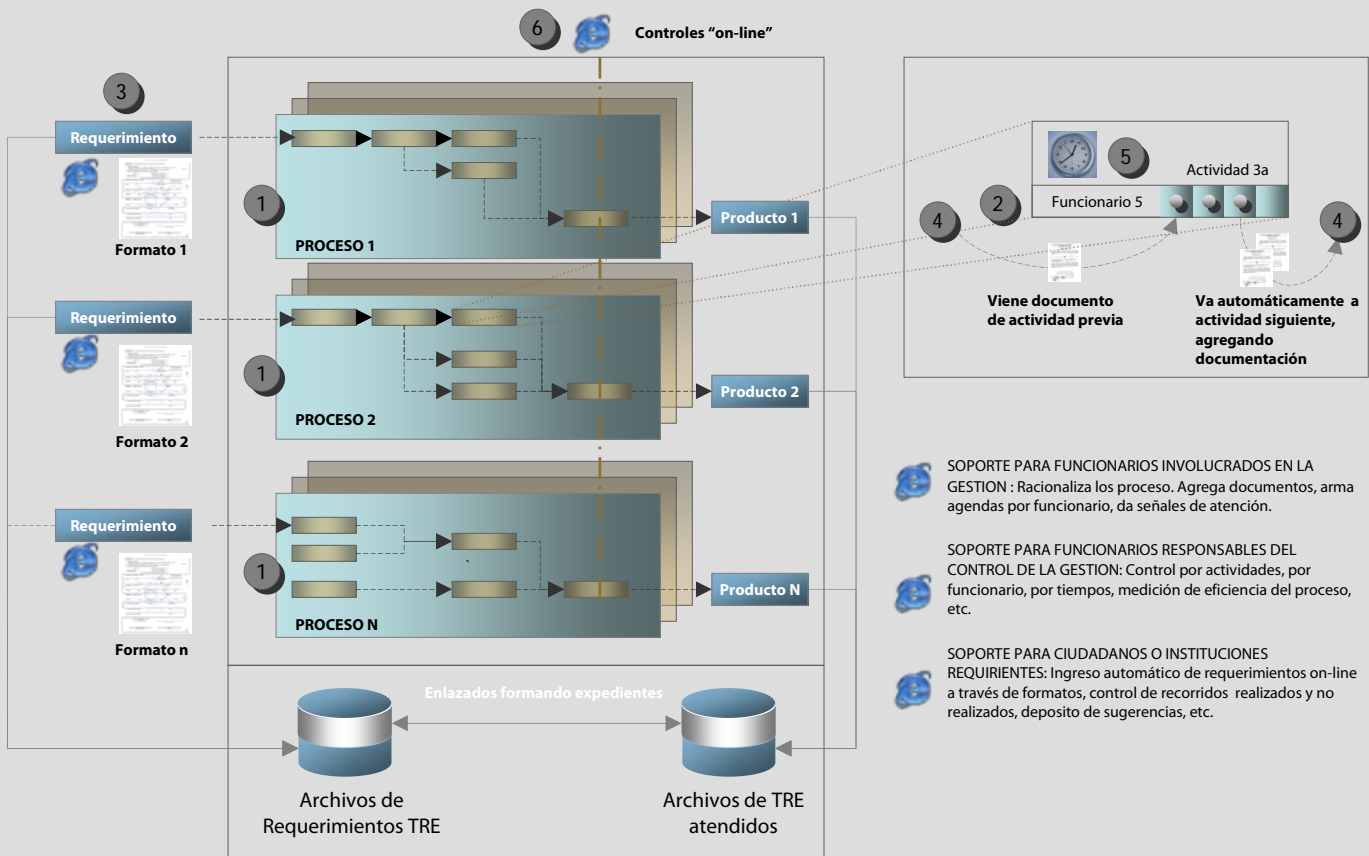 6
Controles "on-line"
3
Requerimiento
Formato 1
1
PROCESO 1
Producto 1
Requerimiento
Formato 2
1
PROCESO 2
Producto 2
Requerimiento
Formato n
1
PROCESO N
`
Producto N
Enlazados formando expedientes
Archivos de
Requerimientos TRE
Archivos de TRE
atendidos
5
Actividad 3a
2
Funcionario 5
4
4
Viene documento
de actividad previa
Va automáticamente a
actividad siguiente,
agregando
documentación
SOPORTE PARA FUNCIONARIOS INVOLUCRADOS EN LA
GESTION : Racionaliza los proceso. Agrega documentos, arma
agendas por funcionario, da señales de atención.
SOPORTE PARA FUNCIONARIOS RESPONSABLES DEL
CONTROL DE LA GESTION: Control por actividades, por
funcionario, por tiempos, medición de eficiencia del proceso,
etc.
SOPORTE PARA CIUDADANOS O INSTITUCIONES
REQUIRIENTES: Ingreso automático de requerimientos on-line
a través de formatos, control de recorridos realizados y no
realizados, deposito de sugerencias, etc.